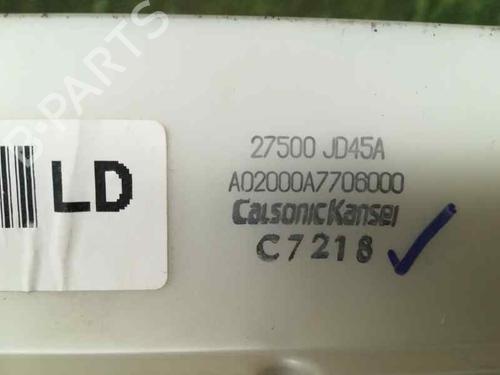 B-PARTS
27500 JD45A
A02000A7706000
CalsonicKansei
C7218
LD